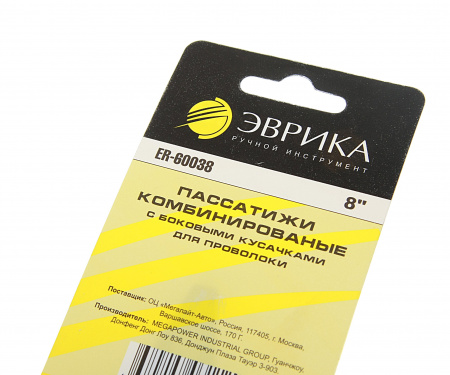 ЭВРИКА
РУЧНОЙ ИНСТРУМЕНТ
ER-60038
8"
ПАССАТИЖИ
КОМБИНИРОВАНЫЕ
С БОКОВЫМИ КУСАЧКАМИ
ДЛЯ ПРОВОЛОКИ
Поставщик: ОЦ «Мегалайт-Авто», Россия, 117405, г. Москва,
Варшавское шоссе, 170 Г.
Производитель: MEGAPOWER INDUSTRIAL GROUP, Гуанчжоу,
Донфенг Донг Лоу 836, Донджун Плаза Тауэр 3-903.